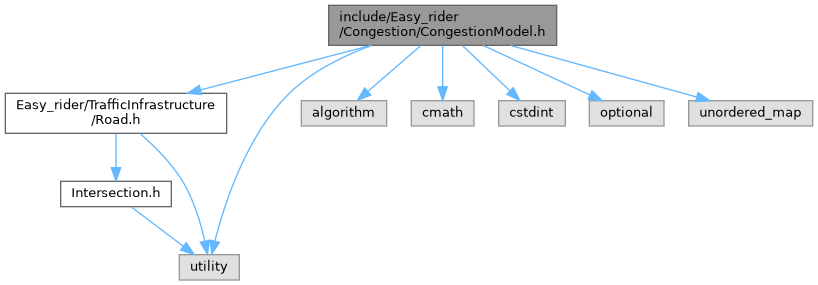 include/Easy_rider
/Congestion/CongestionModel.h
Easy_rider/TrafficInfrastructure
/Road.h
algorithm
cmath
cstdint
optional
unordered_map
Intersection.h
utility